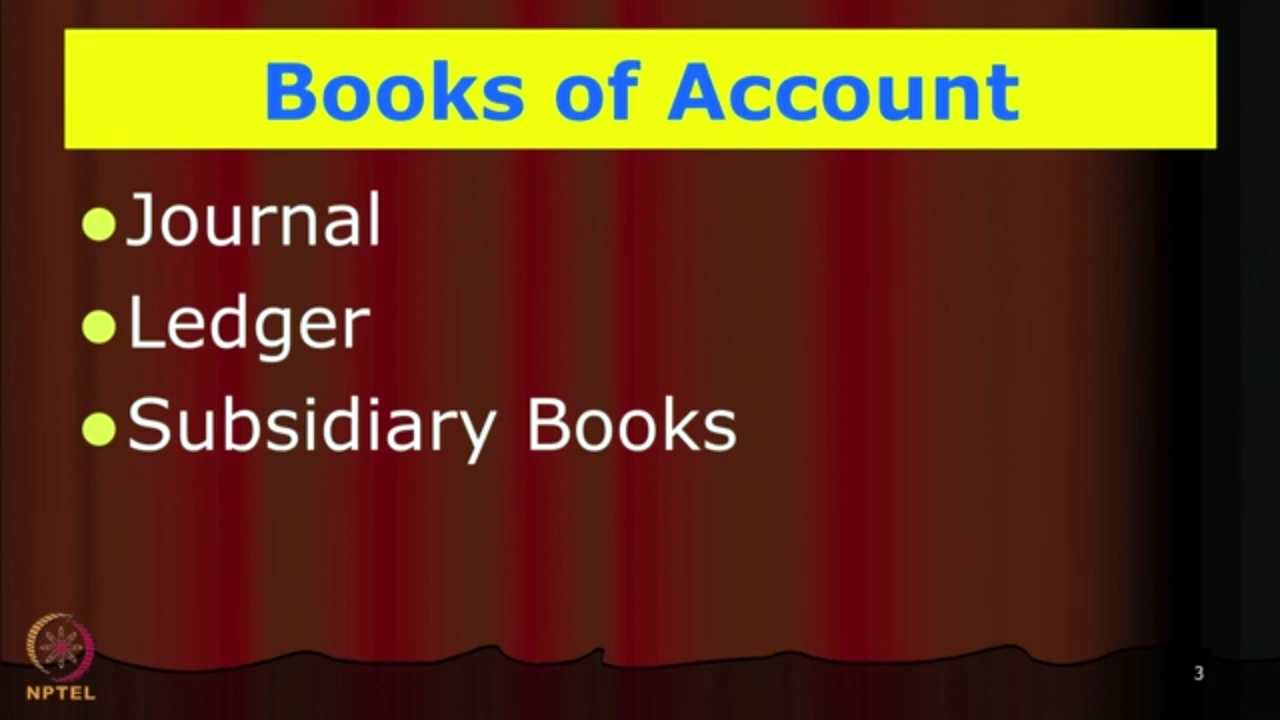 Books of Account
Journal
Ledger
Subsidiary Books
NPTEL
3